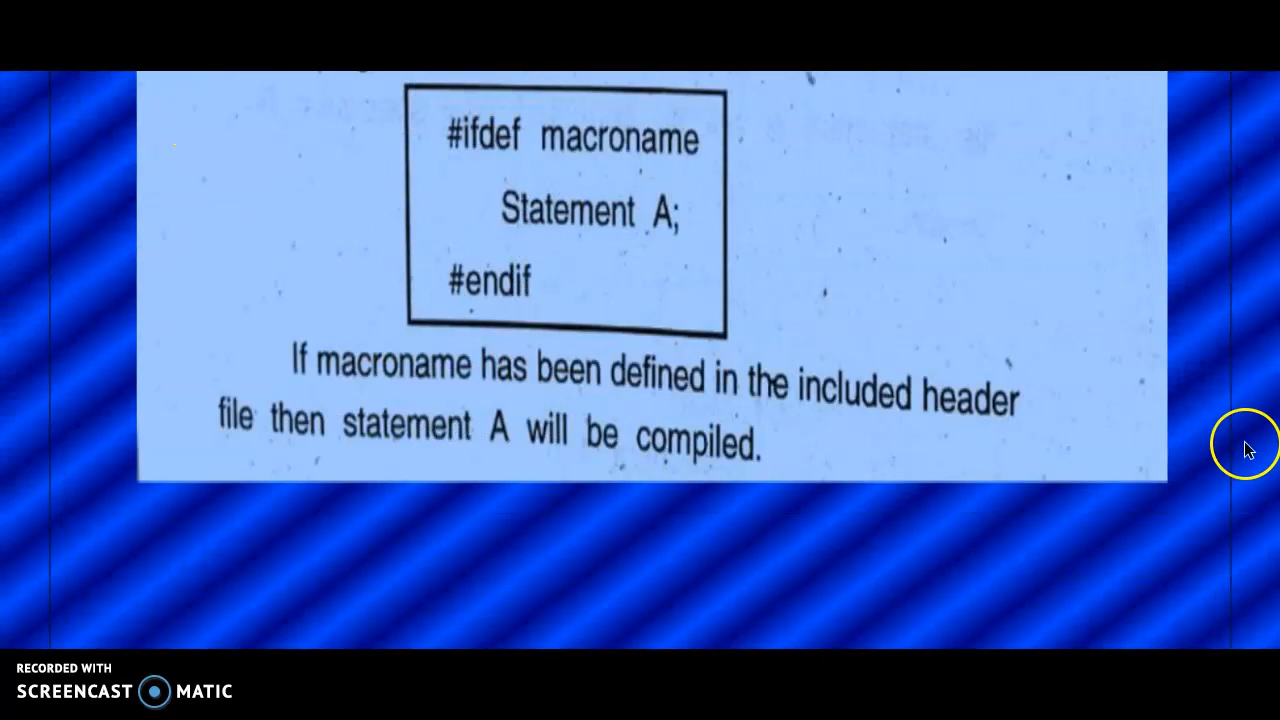 #ifdef macroname
Statement A;
#endif
If macroname has been defined in the included header
file then statement A will be compiled.
RECORDED WITH
SCREENCAST MATIC